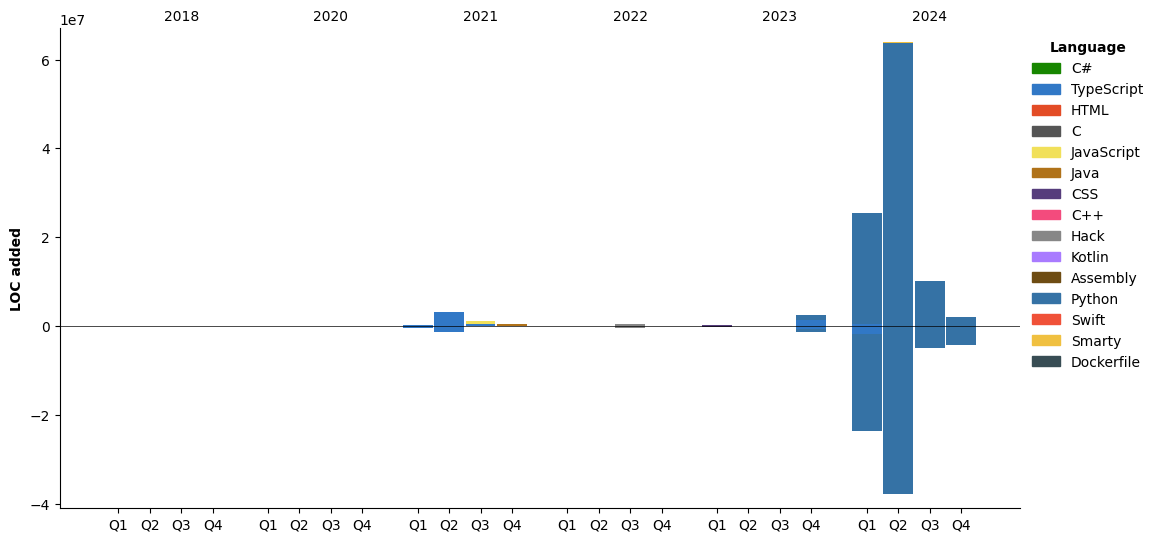 1e7
2018 2020 2021 2022 2023 2024
LOC added
6
4
2
0
−2
−4
Q1 Q2 Q3 Q4 Q1 Q2 Q3 Q4 Q1 Q2 Q3 Q4 Q1 Q2 Q3 Q4 Q1 Q2 Q3 Q4 Q1 Q2 Q3 Q4
Language
C#
TypeScript
HTML
C
JavaScript
Java
CSS
C++
Hack
Kotlin
Assembly
Python
Swift
Smarty
Dockerfile